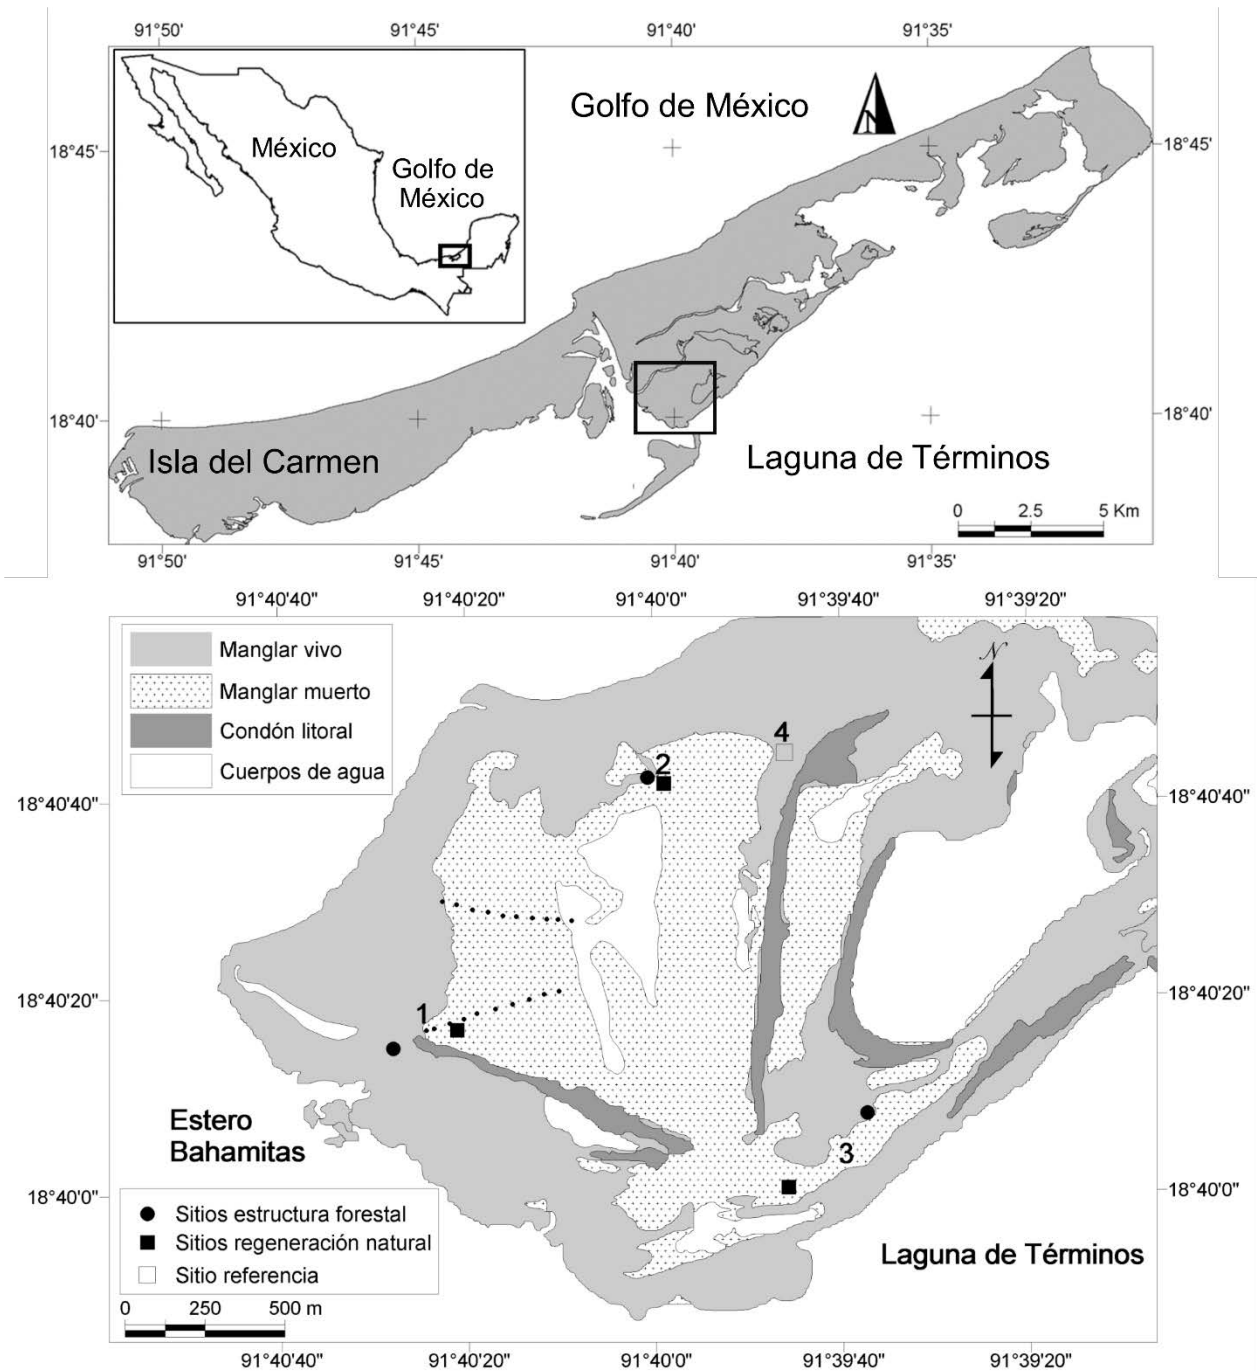 91°50' 91°45' 91°40' 91°35'
Golfo de México
N
México
18°45' 18°45'
Golfo de
México
18°40' 18°40'
Isla del Carmen
Laguna de Términos
0 2.5 5 Km
91°50' 91°45' 91°40' 91°35'
91°40'40" 91°40'20" 91°40'0" 91°39'40" 91°39'20"
Manglar vivo
N
Manglar muerto
Condón litoral
4
Cuerpos de agua
2
18°40'40" 18°40'40"
18°40'20" 18°40'20"
1
Estero
Bahamitas
3
18°40'0" 18°40'0"
Sitios estructura forestal
Sitios regeneración natural
Laguna de Términos
Sitio referencia
0 250 500 m
91°40'40" 91°40'20" 91°40'0" 91°39'40" 91°39'20"